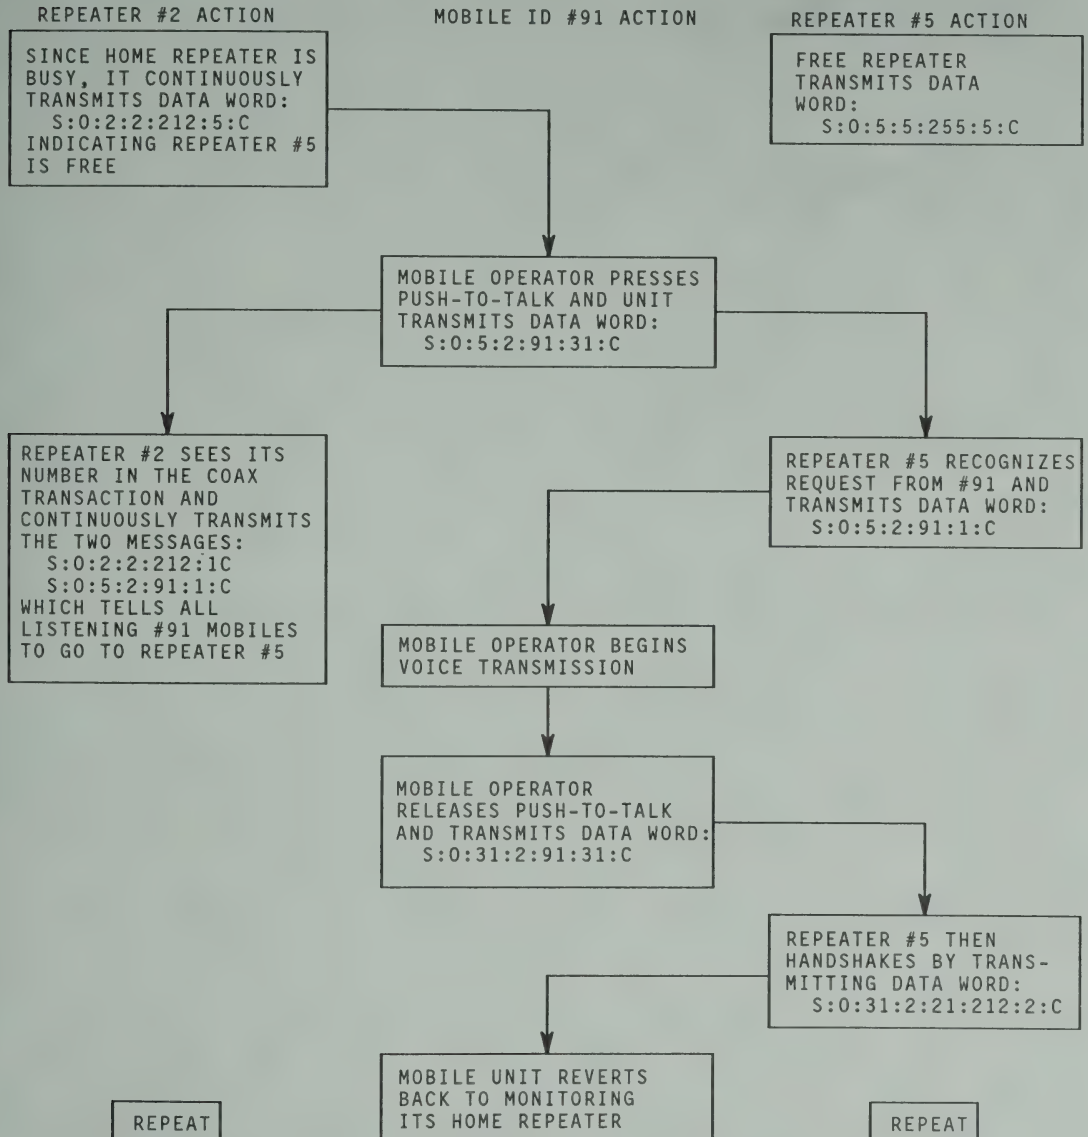 REPEATER #2 ACTION
MOBILE ID #91 ACTION
REPEATER #5 ACTION
SINCE HOME REPEATER IS
BUSY, IT CONTINUOUSLY
TRANSMITS DATA WORD:
S:0:2:2:212:5:C
INDICATING REPEATER #5
IS FREE
FREE REPEATER
TRANSMITS DATA
WORD:
S:0:5:5:255:5:C
MOBILE OPERATOR PRESSES
PUSH-TO-TALK AND UNIT
TRANSMITS DATA WORD:
S:0:5:2:91:31:C
REPEATER #2 SEES ITS
NUMBER IN THE COAX
TRANSACTION AND
CONTINUOUSLY TRANSMITS
THE TWO MESSAGES:
S:0:2:2:212:1C
S:0:5:2:91:1:C
WHICH TELLS ALL
LISTENING #91 MOBILES
TO GO TO REPEATER #5
REPEATER #5 RECOGNIZES
REQUEST FROM #91 AND
TRANSMITS DATA WORD:
S:0:5:2:91:1:C
MOBILE OPERATOR BEGINS
VOICE TRANSMISSION
MOBILE OPERATOR
RELEASES PUSH-TO-TALK
AND TRANSMITS DATA WORD:
S:0:31:2:91:31:C
REPEATER #5 THEN
HANDSHAKES BY TRANS-
MITTING DATA WORD:
S:0:31:2:21:212:2:C
MOBILE UNIT REVERTS
BACK TO MONITORING
ITS HOME REPEATER
REPEAT
REPEAT